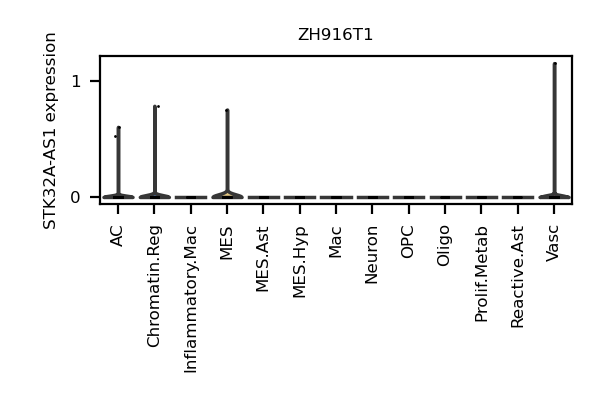 ZH916T1
STK32A-AS1 expression
1
0
AC
Chromatin.Reg
Inflammatory.Mac
MES
MES.Ast
MES.Hyp
Mac
Neuron
OPC
Oligo
Prolif.Metab
Reactive.Ast
Vasc